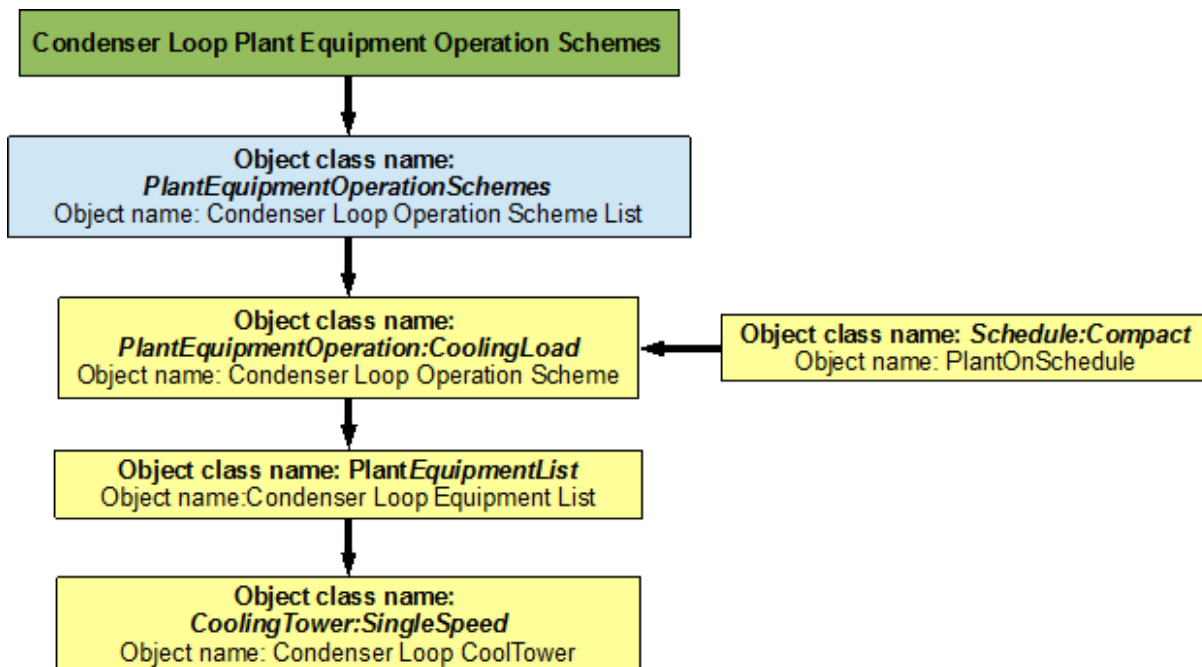 Condenser Loop Plant Equipment Operation Schemes
Object class name:
PlantEquipmentOperationSchemes
Object name: Condenser Loop Operation Scheme List
Object class name:
PlantEquipmentOperation:CoolingLoad
Object name: Condenser Loop Operation Scheme
Object class name: Schedule:Compact
Object name: PlantOnSchedule
Object class name: PlantEquipmentList
Object name:Condenser Loop Equipment List
Object class name:
CoolingTower:SingleSpeed
Object name: Condenser Loop CoolTower